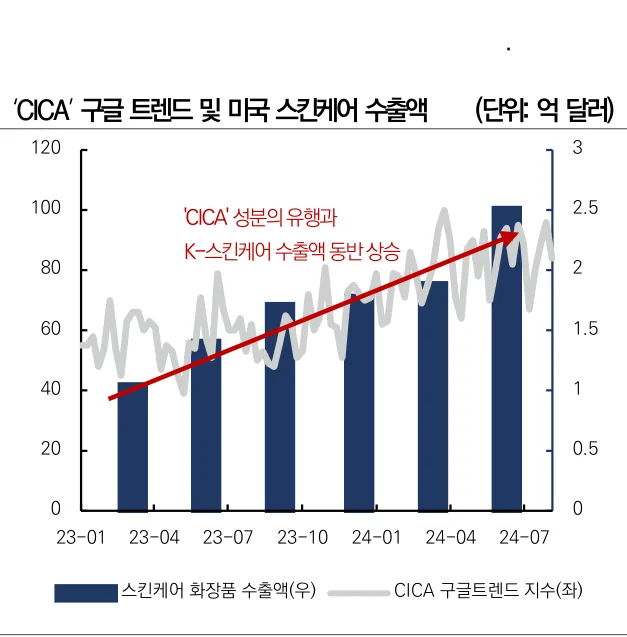 'CICA' 구글 트렌드 및 미국 스킨케어 수출액 (단위: 억 달러)
120 3
100 2.5
'CICA' 성분의 유행과
K-스킨케어 수출액 동반 상승
80 2
60 1.5
40 1
20 0.5
0 0
23-01 23-04 23-07 23-10 24-01 24-04 24-07
스킨케어 화장품 수출액(우) CICA 구글트렌드 지수(좌)